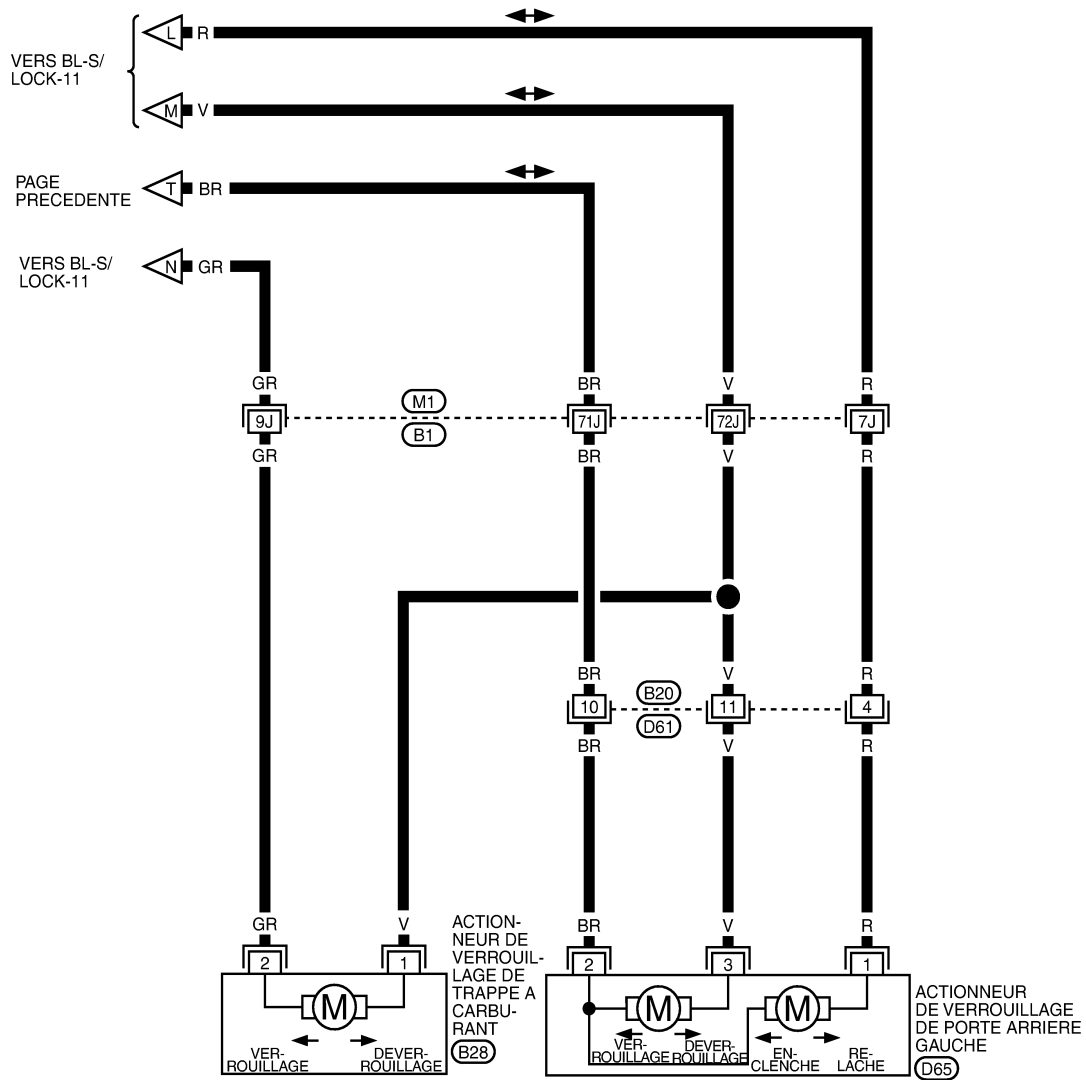 VERS BL-S/
LOCK-11
L R
M V
PAGE
PRECEDENTE
T BR
VERS BL-S/
LOCK-11
N GR
GR BR V R
M1
9J 71J 72J 7J
B1
GR BR V R
BR V R
B20
10 11 4
D61
BR V R
GR V BR V R
2 1 2 3 1
ACTION-
NEUR DE
VERROUIL-
LAGE DE
TRAPPE A
CARBU-
RANT
B28
M
VER-
ROUILLAGE
DEVER-
ROUILLAGE
M
VER-
ROUILLAGE
DEVER-
ROUILLAGE
M
EN-
CLENCHE
RE-
LACHE
ACTIONNEUR
DE VERROUILLAGE
DE PORTE ARRIERE
GAUCHE
D65